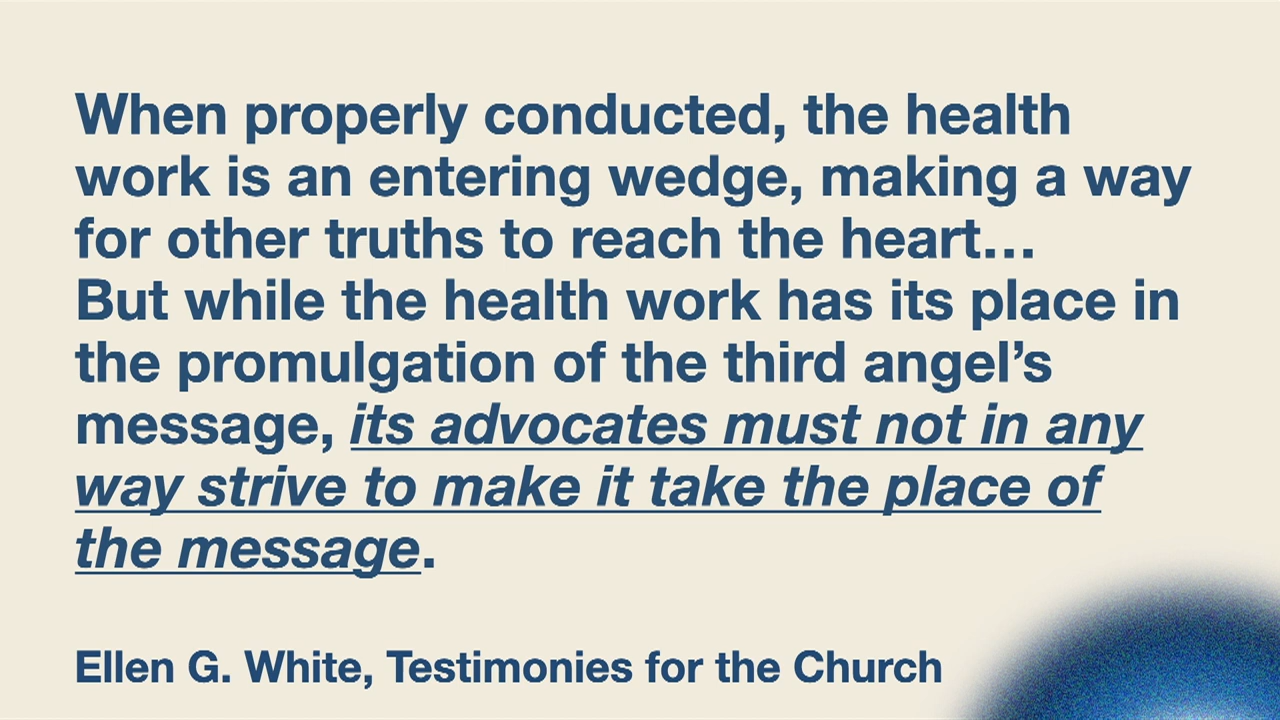 When properly conducted, the health
work is an entering wedge, making a way
for other truths to reach the heart…
But while the health work has its place in
the promulgation of the third angel’s
message, its advocates must not in any
way strive to make it take the place of
the message.
Ellen G. White, Testimonies for the Church